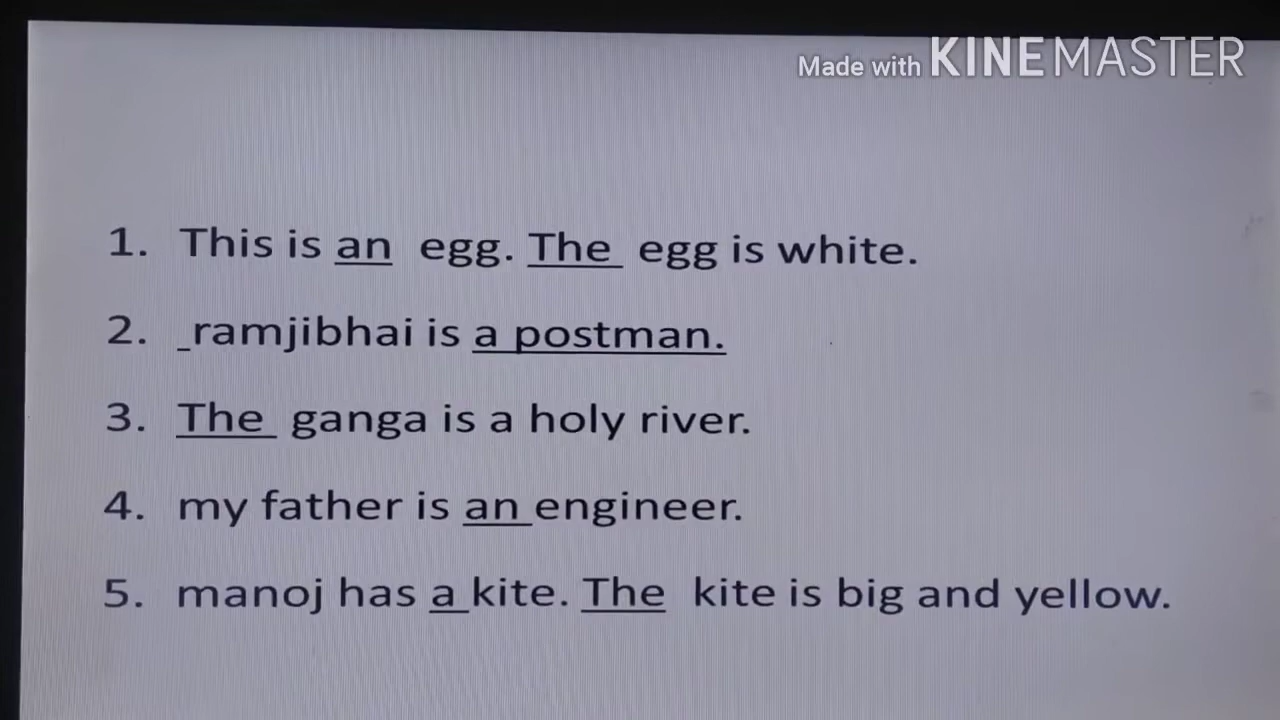 Made with KINEMASTER
1. This is an egg. The egg is white.
2. _ramjibhai is a postman.
3. The ganga is a holy river.
4. my father is an engineer.
5. manoj has a kite. The kite is big and yellow.